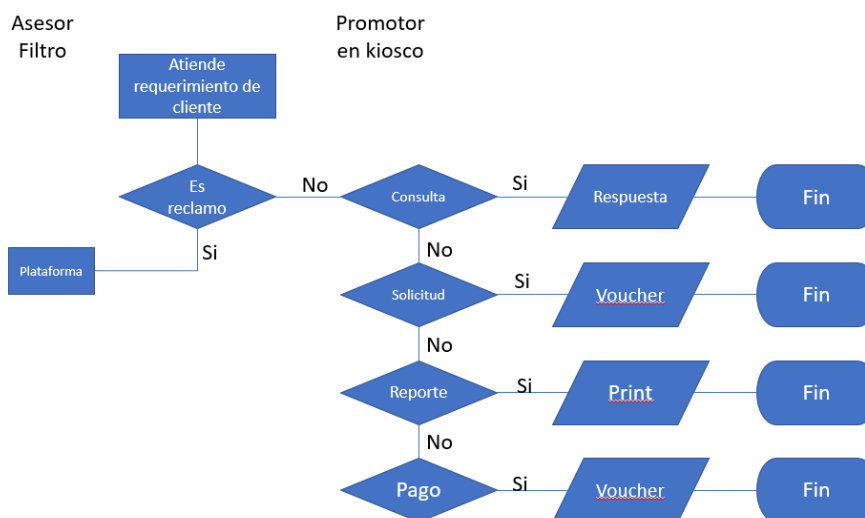 Asesor
Filtro
Promotor
en kiosco
Atiende
requerimiento de
cliente
Es
reclamo
No
Consulta
Si
Respuesta
Fin
Si
Plataforma
No
Solicitud
Si
Voucher
Fin
No
Reporte
Si
Print
Fin
No
Pago
Si
Voucher
Fin